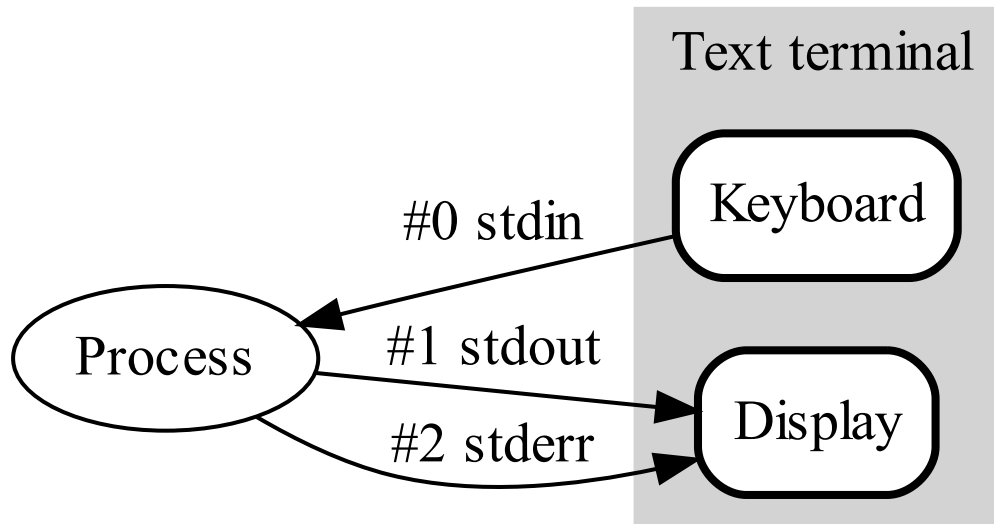 Text terminal
Keyboard
#0 stdin
Process
#1 stdout
Display
#2 stderr